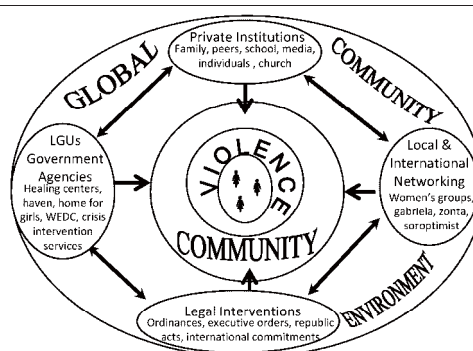 Private Institutions
Family, peers, school, media,
individuals , church
GLOBAL
COMMUNITY
LGUs
Government
Agencies
Healing centers,
haven, home for
girls, WEDC, crisis
intervention
services
VIOLENCE
COMMUNITY
Local &
International
Networking
Women's groups,
gabriela, zonta,
soroptimist
ENVIRONMENT
Legal Interventions
Ordinances, executive orders, republic
acts, international commitments